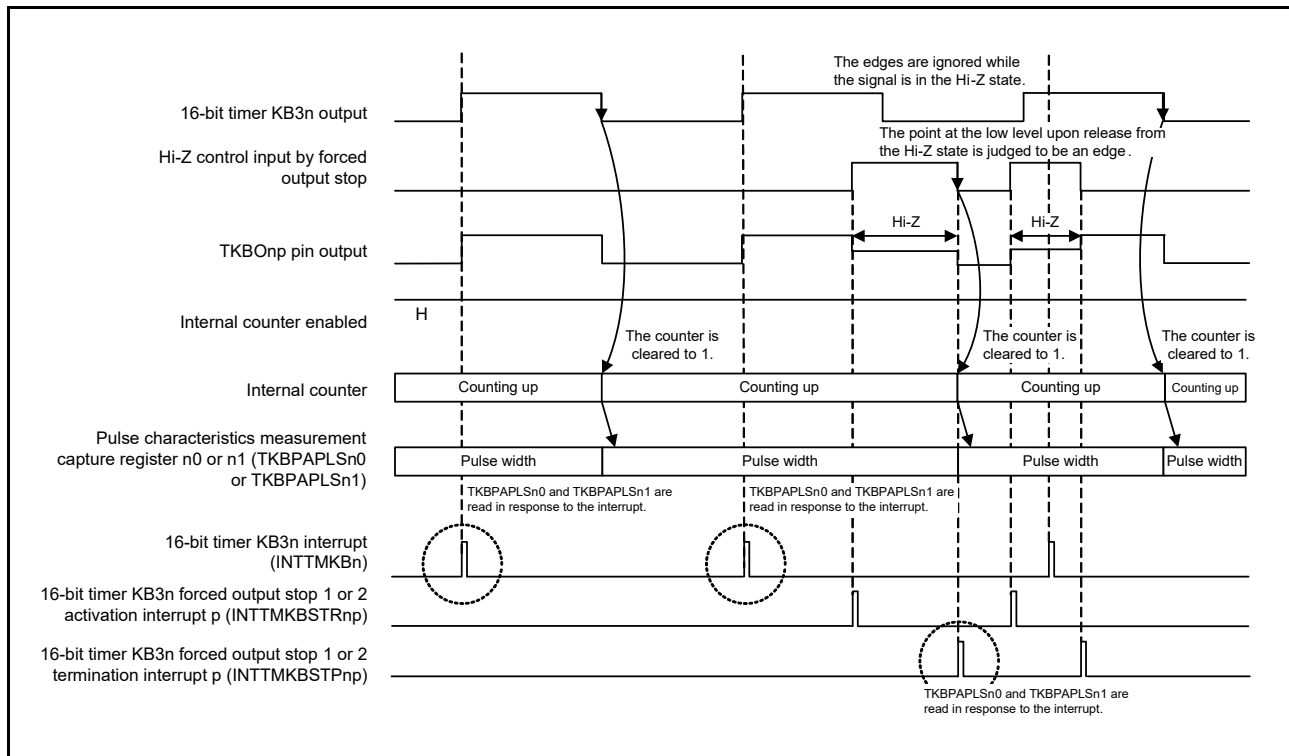 The edges are ignored while
the signal is in the Hi-Z state.
16-bit timer KB3n output
The point at the low level upon release from
the Hi-Z state is judged to be an edge.
Hi-Z control input by forced
output stop
Hi-Z
Hi-Z
TKBOnp pin output
H
Internal counter enabled
The counter is
cleared to 1.
The counter is
cleared to 1.
The counter is
cleared to 1.
Internal counter
Counting up
Counting up
Counting up
Counting up
Pulse characteristics measurement
capture register n0 or n1 (TKBPAPLSn0
or TKBPAPLSn1)
Pulse width
Pulse width
Pulse width
Pulse width
TKBPAPLSn0 and TKBPAPLSn1 are
read in response to the interrupt.
TKBPAPLSn0 and TKBPAPLSn1 are
read in response to the interrupt.
16-bit timer KB3n interrupt
(INTTMKBn)
16-bit timer KB3n forced output stop 1 or 2
activation interrupt p (INTTMKBSTRnp)
16-bit timer KB3n forced output stop 1 or 2
termination interrupt p (INTTMKBSTPnp)
TKBPAPLSn0 and TKBPAPLSn1 are
read in response to the interrupt.